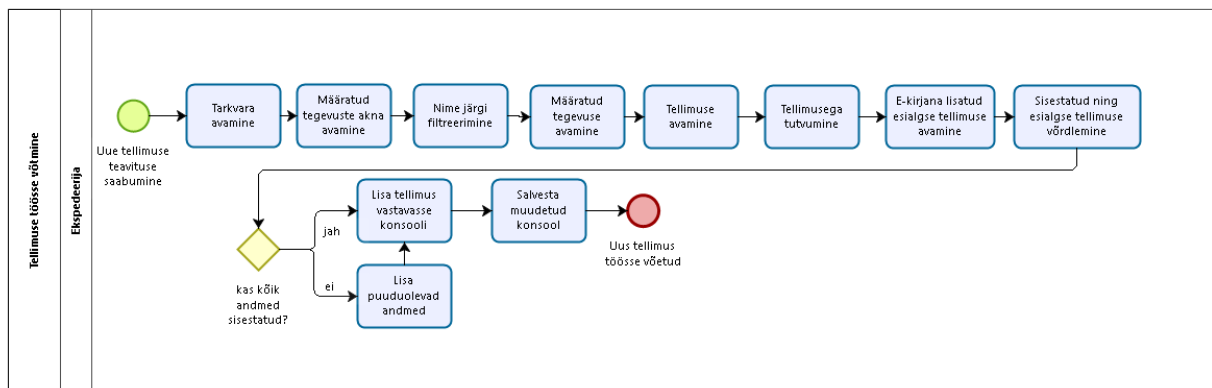 Tellimuse töösse võtmine
Ekspedeerija
Uue tellimuse
teavituse
saabumine
Tarkvara
avamine
Määratud
tegevuste akna
avamine
Nime järgi
filtreerimine
Määratud
tegevuse
avamine
Tellimuse
avamine
Tellimusega
tutvumine
E-kirjana lisatud
esialgse tellimuse
avamine
Sisestatud ning
esialgse tellimuse
võrdlemine
kas kõik
andmed
sisestatud?
jah
ei
Lisa tellimus
vastavasse
konsooli
Lisa
puuduolevad
andmed
Salvesta
muudetud
konsool
Uus tellimus
töösse võetud